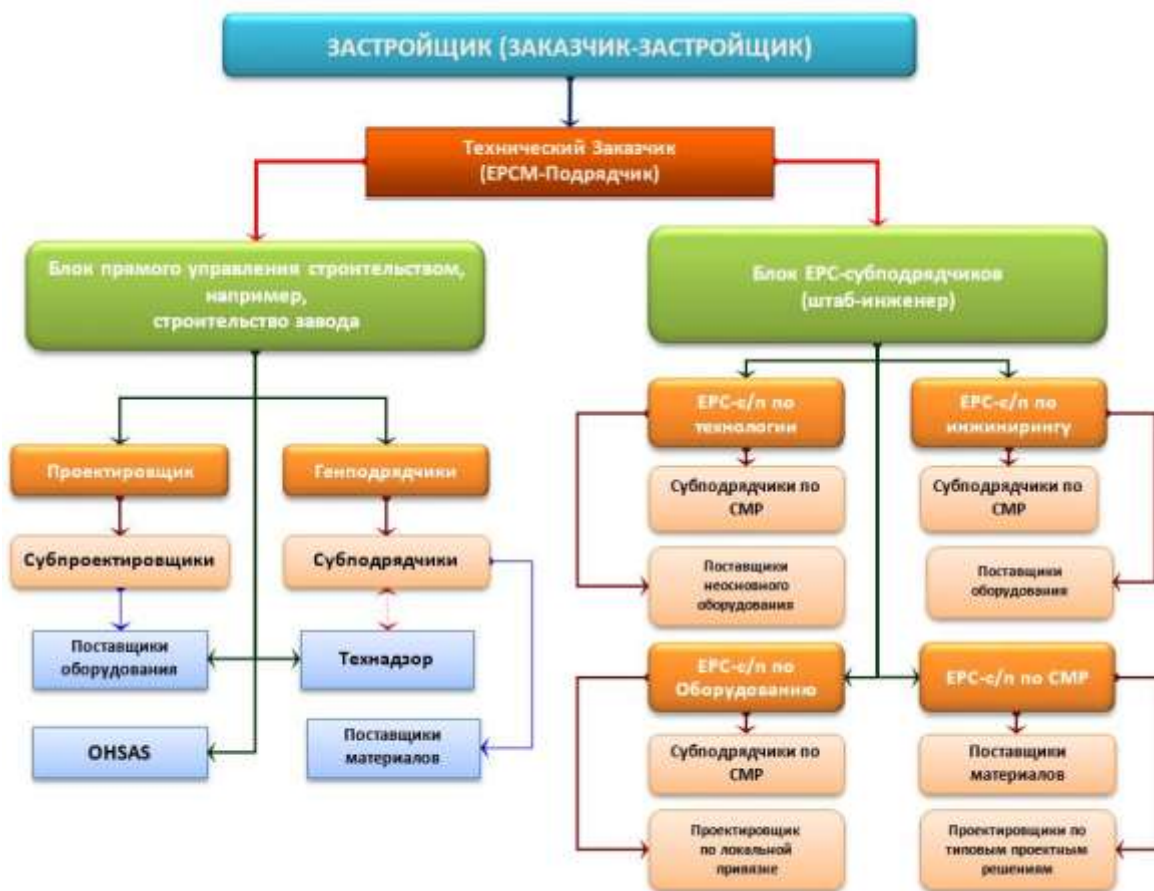 ЗАСТРОЙЩИК (ЗАКАЗЧИК-ЗАСТРОЙЩИК)
Технический Заказчик
(EPCM-Подрядчик)
Блок прямого управления строительством,
например,
строительство завода
Блок EPC-субподрядчиков
(штаб-инженер)
Проектировщик
Генподрядчики
Субпроектировщики
Субподрядчики
Поставщики
оборудования
Технадзор
OHSAS
Поставщики
материалов
EPC-с/п по
технологии
EPC-с/п по
инжинирингу
Субподрядчики по
СМР
Субподрядчики по
СМР
Поставщики
неосновного
оборудования
Поставщики
оборудования
EPC-с/п по
Оборудованию
EPC-с/п по СМР
Субподрядчики по
СМР
Поставщики
материалов
Проектировщик
по локальной
привязке
Проектировщики по
типовым проектным
решениям